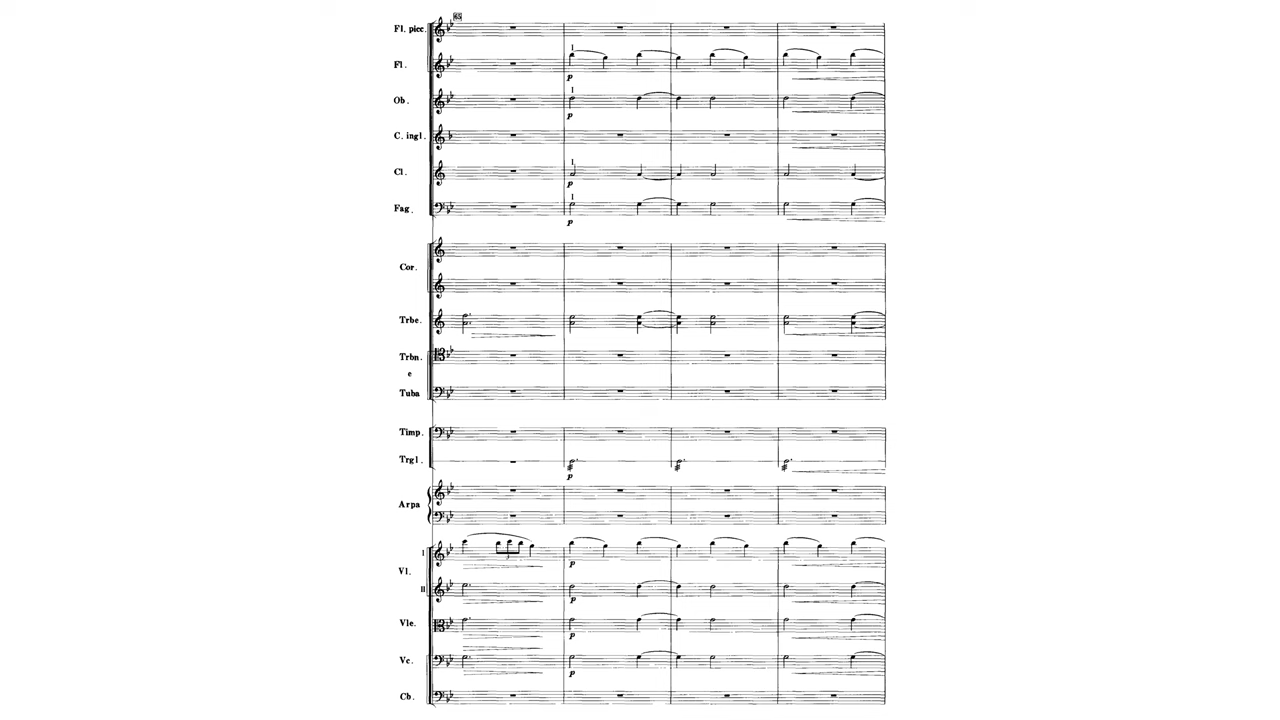 65
Fl. picc.
Fl.
1
p
Ob.
1
p
C. ingl.
Cl.
1
p
Fag.
1
p
Cor.
Trbe.
Trbn.
e
Tuba
Timp.
Trgl.
p
Arpa
I
3
p
Vl.
II
p
Vle.
p
Vc.
p
Cb.